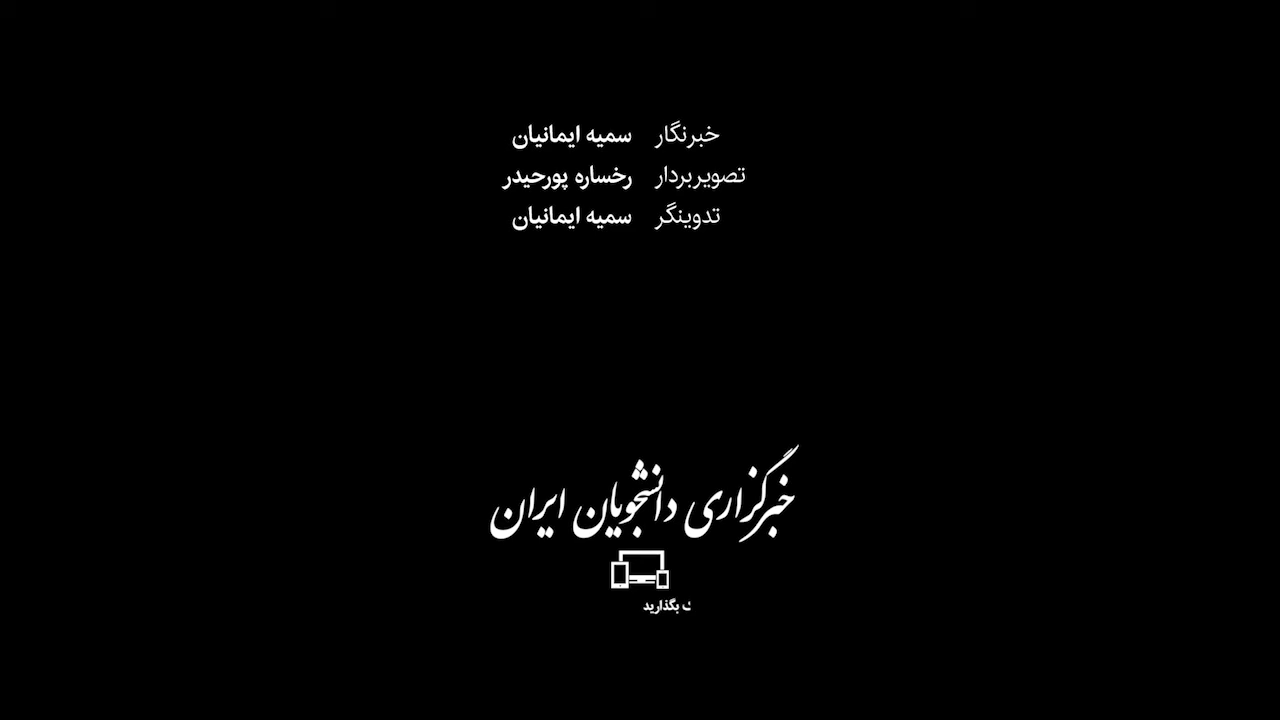 خبرنگار سمیه ایمانیان
تصویربردار رخساره پورحیدر
تدوینگر سمیه ایمانیان
خبرگزاری دانشجویان ایران
بگذارید